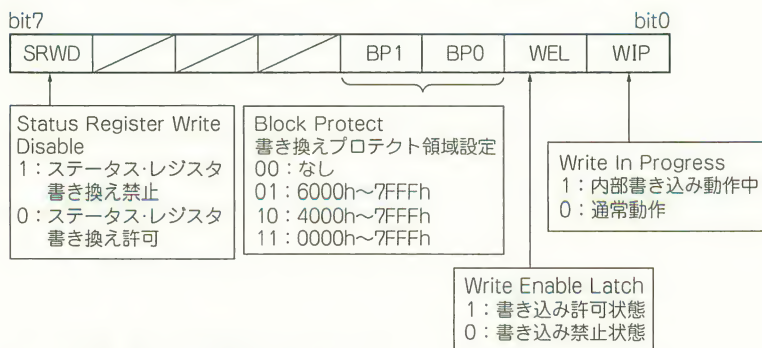 bit7
bit0
SRWD
BP1
BP0
WEL
WIP
Status Register Write
Disable
1：ステータス・レジスタ
書き換え禁止
0：ステータス・レジスタ
書き換え許可
Block Protect
書き換えプロテクト領域設定
00：なし
01：6000h～7FFFh
10：4000h～7FFFh
11：0000h～7FFFh
Write In Progress
1：内部書き込み動作中
0：通常動作
Write Enable Latch
1：書き込み許可状態
0：書き込み禁止状態